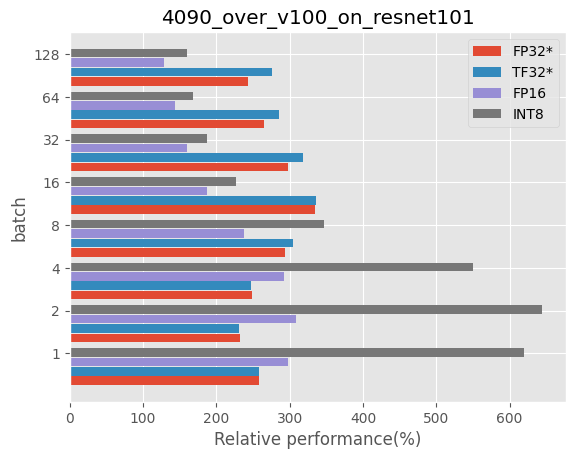 4090_over_v100_on_resnet101
FP32*
TF32*
FP16
INT8
batch
128
64
32
16
8
4
2
1
0 100 200 300 400 500 600
Relative performance(%)